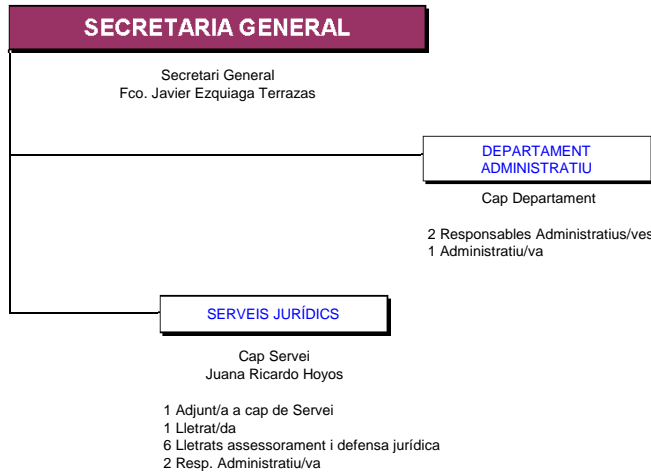 SECRETARIA GENERAL
Secretari General
Fco. Javier Ezquiaga Terrazas
DEPARTAMENT
ADMINISTRATIU
Cap Departament
2 Responsables Administratius/ves
1 Administratiu/va
SERVEIS JURÍDICS
Cap Servei
Juana Ricardo Hoyos
1 Adjunt/a a cap de Servei
1 Lletrat/da
6 Lletrats assessorament i defensa jurídica
2 Resp. Administratiu/va